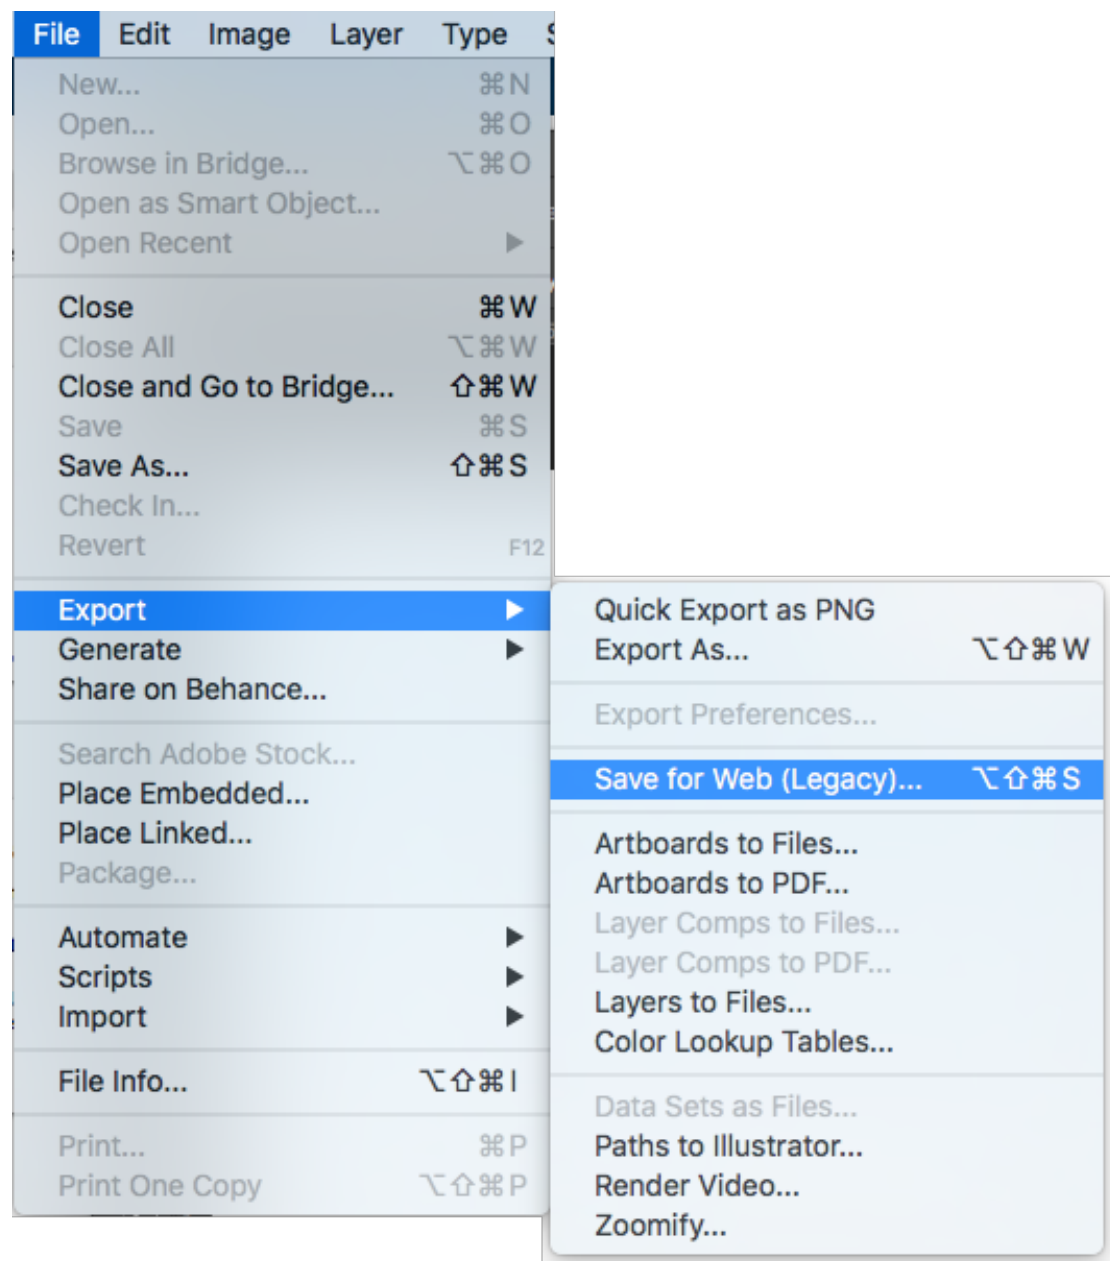 File Edit Image Layer Type
New... ⌘N
Open... ⌘O
Browse in Bridge... ⌥⌘O
Open as Smart Object...
Open Recent ▶
Close ⌘W
Close All ⌥⌘W
Close and Go to Bridge... ⇧⌘W
Save ⌘S
Save As... ⇧⌘S
Check In...
Revert F12
Export ▶
Generate ▶
Share on Behance...
Search Adobe Stock...
Place Embedded...
Place Linked...
Package...
Automate ▶
Scripts ▶
Import ▶
File Info... ⌥⇧⌘I
Print... ⌘P
Print One Copy ⌥⇧⌘P
Quick Export as PNG
Export As... ⌥⇧⌘W
Export Preferences...
Save for Web (Legacy)... ⌥⇧⌘S
Artboards to Files...
Artboards to PDF...
Layer Comps to Files...
Layer Comps to PDF...
Layers to Files...
Color Lookup Tables...
Data Sets as Files...
Paths to Illustrator...
Render Video...
Zoomify...